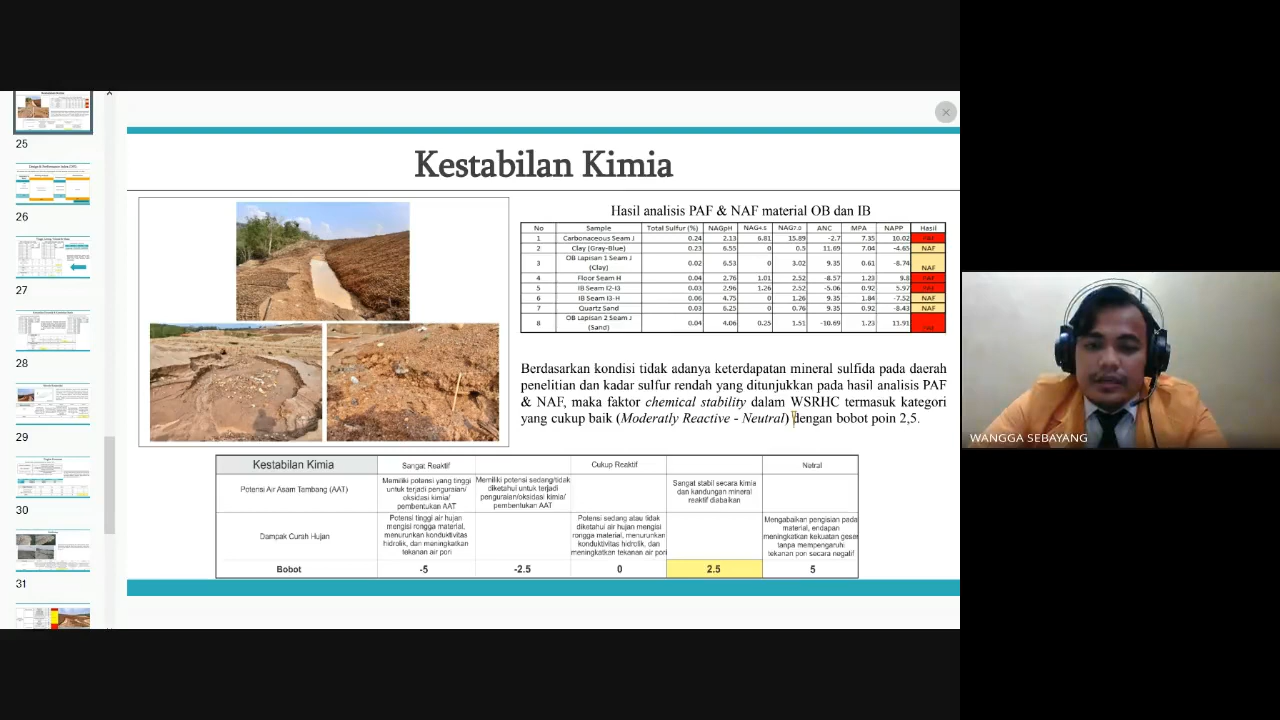 Kestabilan Kimia
25
26
27
28
29
30
31
Hasil analisis PAF & NAF material OB dan IB
No Sample Total Sulfur (%) NAGpH NAG4.5 NAG7.0 ANC MPA NAPP Hasil
1 Carbonaceous Seam J 0.24 2.13 6.81 15.89 -2.7 7.35 10.02 PAF
2 Clay (Gray-Blue) 0.23 6.55 0 0.5 11.69 7.04 -4.65 NAF
3 OB Lapisan 1 Seam J (Clay) 0.02 6.53 0 3.02 9.35 0.61 -8.74 NAF
4 Floor Seam H 0.04 2.76 1.01 2.52 -8.57 1.23 9.8 PAF
5 IB Seam I2-I3 0.03 2.96 1.26 2.52 -5.06 0.92 5.97 PAF
6 IB Seam I3-H 0.06 4.75 0 1.26 9.35 1.84 -7.52 NAF
7 Quartz Sand 0.03 6.25 0 0.76 9.35 0.92 -8.43 NAF
8 OB Lapisan 2 Seam J (Sand) 0.04 4.06 0.25 1.51 -10.69 1.23 11.91 PAF
Berdasarkan kondisi tidak adanya keterdapatan mineral sulfida pada daerah
penelitian dan kadar sulfur rendah yang ditunjukkan pada hasil analisis PAF
& NAF, maka faktor chemical stability dalam WSRHC termasuk kategori
yang cukup baik (Moderatly Reactive - Neutral) dengan bobot poin 2,5.
Kestabilan Kimia Sangat Reaktif Cukup Reaktif Netral
Potensi Air Asam Tambang (AAT)
Memiliki potensi yang tinggi
untuk terjadi penguraian/
oksidasi kimia/
pembentukan AAT
Memiliki potensi sedang/tidak
diketahui untuk terjadi
penguraian/oksidasi kimia/
pembentukan AAT
Sangat stabil secara kimia
dan kandungan mineral
reaktif diabaikan
Dampak Curah Hujan
Potensi tinggi air hujan
mengisi rongga material,
menurunkan konduktivitas
hidrolik, dan meningkatkan
tekanan air pori
Potensi sedang atau tidak
diketahui air hujan mengisi
rongga material, menurunkan
konduktivitas hidrolik, dan
meningkatkan tekanan air pori
Mengabaikan pengisian pada
material, endapan
meningkatkan kekuatan geser
tanpa mempengaruhi
tekanan pori secara negatif
Bobot -5 -2.5 0 2.5 5
WANGGA SEBAYANG